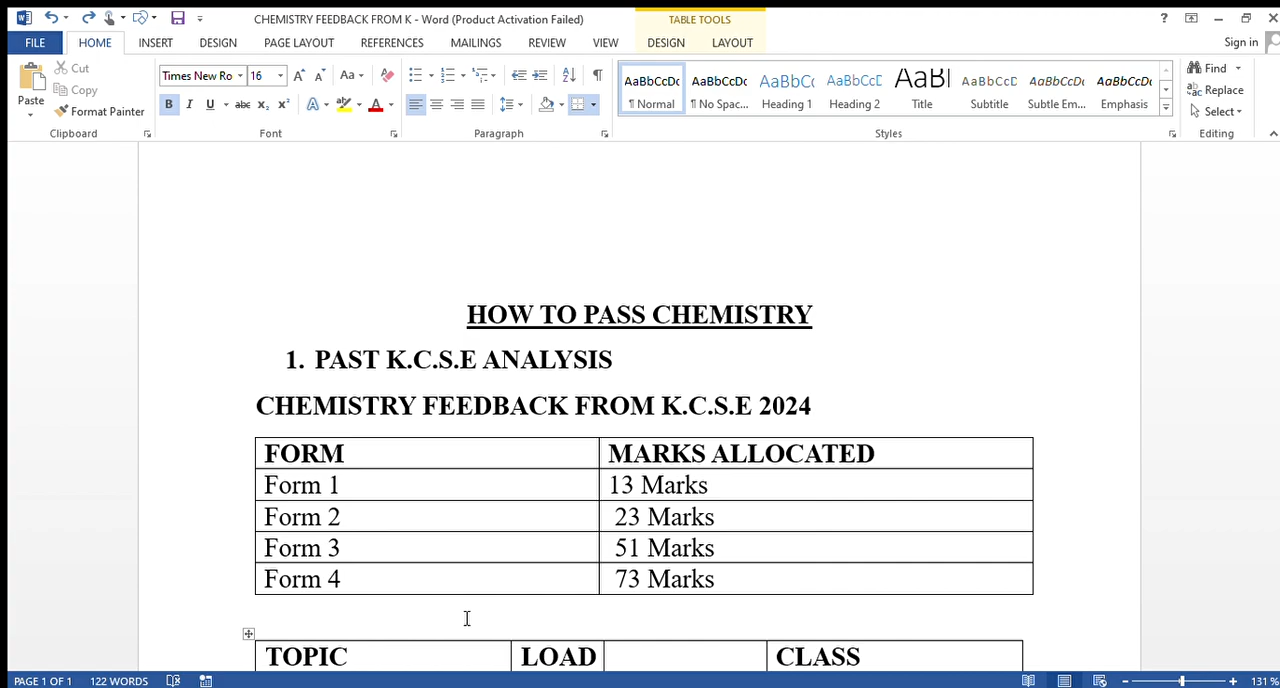 CHEMISTRY FEEDBACK FROM K - Word (Product Activation Failed)
TABLE TOOLS
FILE HOME INSERT DESIGN PAGE LAYOUT REFERENCES MAILINGS REVIEW VIEW DESIGN LAYOUT Sign in
Paste
Cut
Copy
Format Painter
Clipboard
Times New Ro 16
Font
Paragraph
AaBbCcDc AaBbCcDc AaBbCc AaBbCcE AaB AaBbCcD AaBbCcDc AaBbCcDc
¶ Normal ¶ No Spac... Heading 1 Heading 2 Title Subtitle Subtle Em... Emphasis
Styles
Find
Replace
Select
Editing
HOW TO PASS CHEMISTRY
1. PAST K.C.S.E ANALYSIS
CHEMISTRY FEEDBACK FROM K.C.S.E 2024
FORM MARKS ALLOCATED
Form 1 13 Marks
Form 2 23 Marks
Form 3 51 Marks
Form 4 73 Marks
TOPIC LOAD CLASS
PAGE 1 OF 1 122 WORDS 131 %